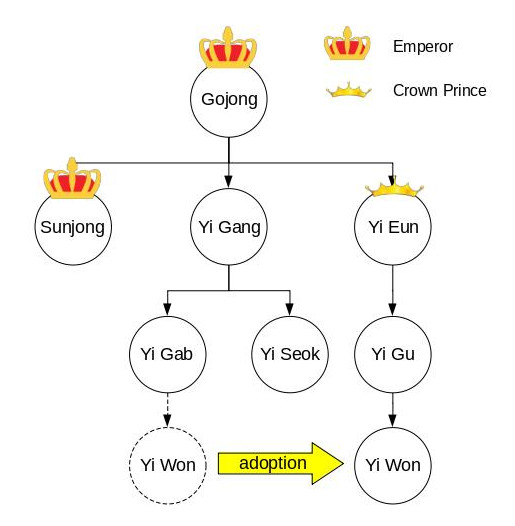 Emperor
Crown Prince
Gojong
Sunjong
Yi Gang
Yi Eun
Yi Gab
Yi Seok
Yi Gu
Yi Won
adoption
Yi Won